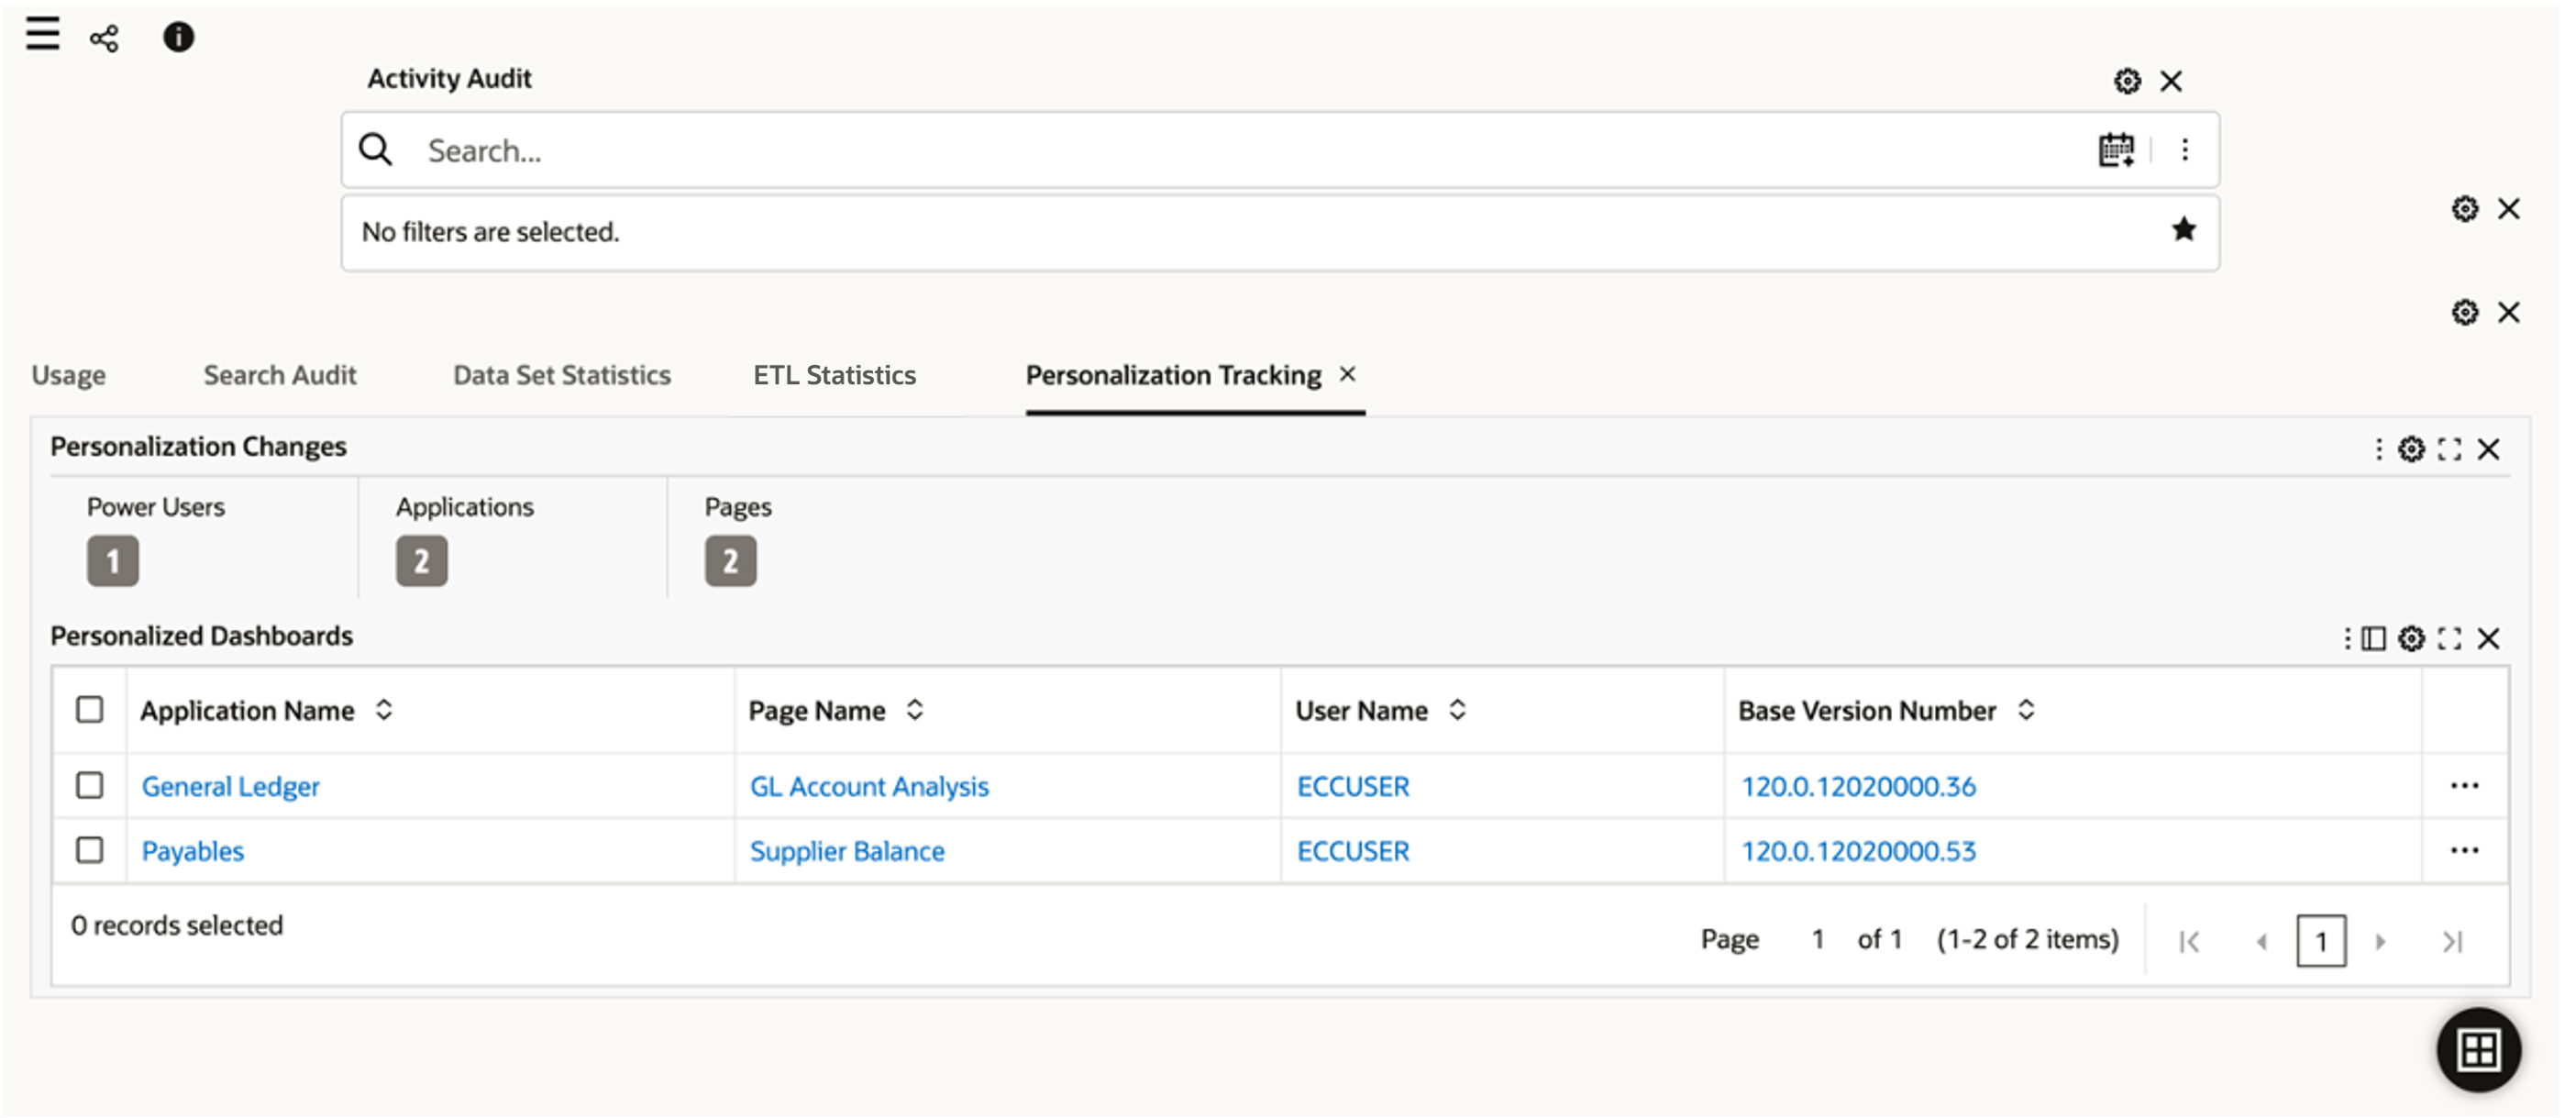 Activity Audit
Search...
No filters are selected.
Usage Search Audit Data Set Statistics ETL Statistics Personalization Tracking
Personalization Changes
Power Users Applications Pages
1 2 2
Personalized Dashboards
Application Name Page Name User Name Base Version Number
General Ledger GL Account Analysis ECCUSER 120.0.12020000.36
Payables Supplier Balance ECCUSER 120.0.12020000.53
0 records selected
Page 1 of 1 (1-2 of 2 items) 1